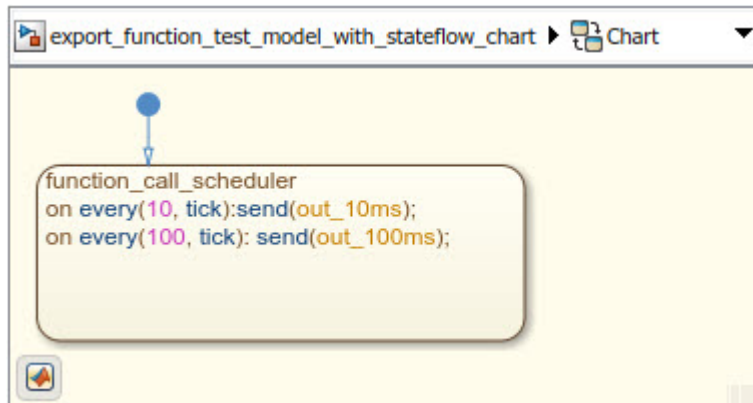 export_function_test_model_with_stateflow_chart Chart
function_call_scheduler
on every(10, tick):send(out_10ms);
on every(100, tick): send(out_100ms);